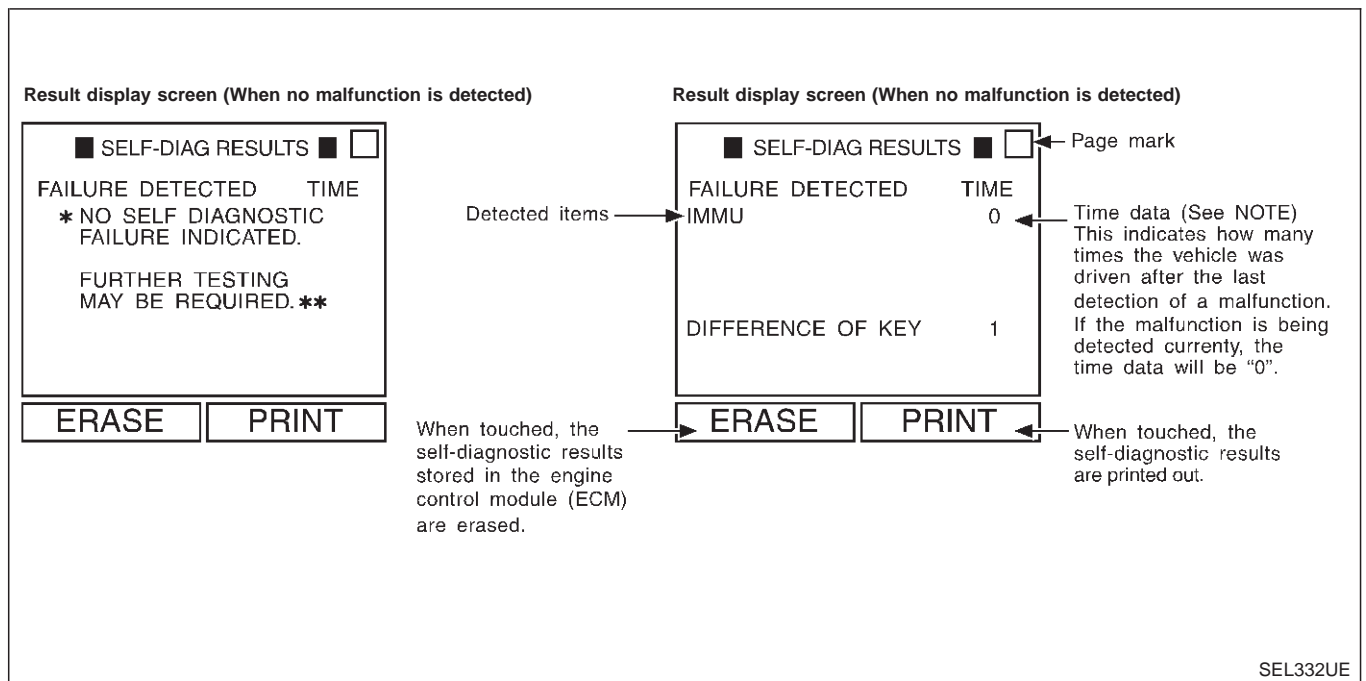 Result display screen (When no malfunction is detected)
■ SELF-DIAG RESULTS ■
FAILURE DETECTED TIME
* NO SELF DIAGNOSTIC
FAILURE INDICATED.
FURTHER TESTING
MAY BE REQUIRED. **
ERASE PRINT
Result display screen (When no malfunction is detected)
■ SELF-DIAG RESULTS ■
Page mark
FAILURE DETECTED TIME
Detected items
IMMU 0
DIFFERENCE OF KEY 1
Time data (See NOTE)
This indicates how many
times the vehicle was
driven after the last
detection of a malfunction.
If the malfunction is being
detected currenty, the
time data will be “0”.
ERASE PRINT
When touched, the
self-diagnostic results
stored in the engine
control module (ECM)
are erased.
When touched, the
self-diagnostic results
are printed out.
SEL332UE